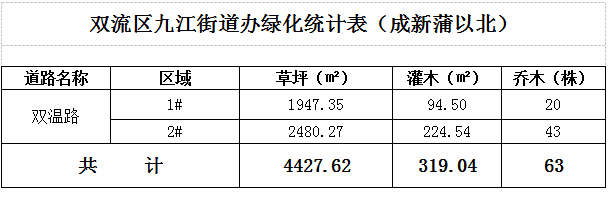 双流区九江街道办绿化统计表（成新蒲以北）
道路名称 区域 草坪（㎡） 灌木（㎡） 乔木（株）
双温路 1# 1947.35 94.50 20
2# 2480.27 224.54 43
共 计 4427.62 319.04 63